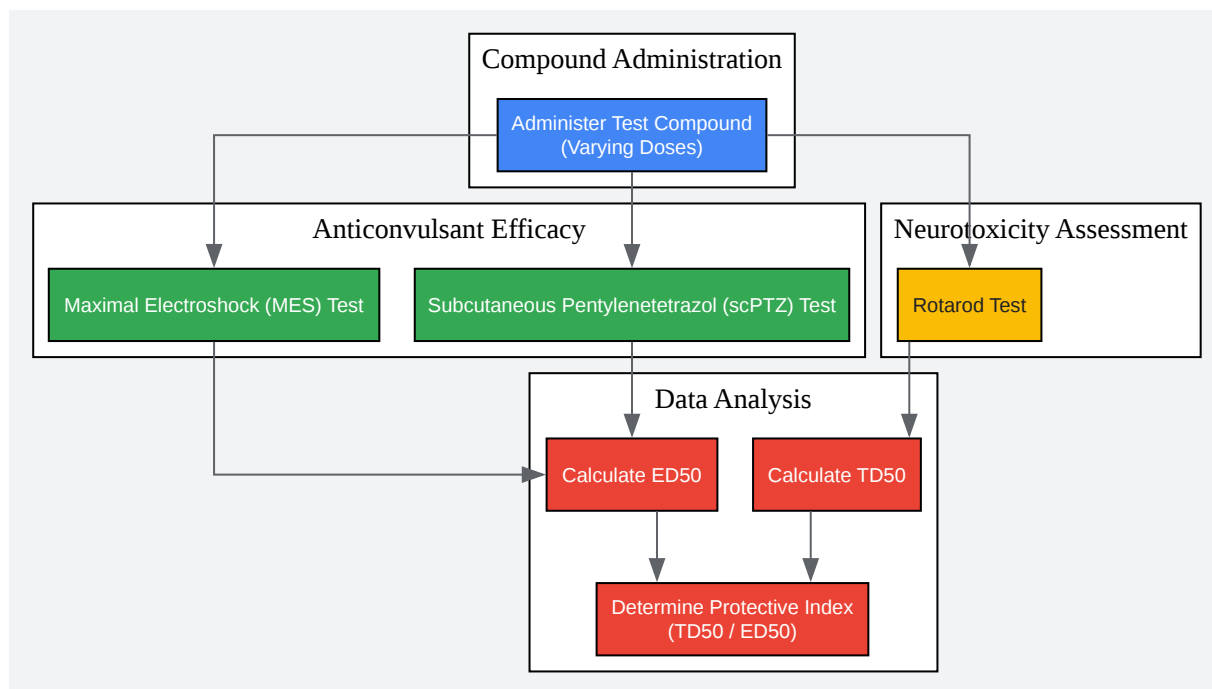 Compound Administration
Administer Test Compound
(Varying Doses)
Anticonvulsant Efficacy
Neurotoxicity Assessment
Maximal Electroshock (MES) Test
Subcutaneous Pentylenetetrazol (scPTZ) Test
Rotarod Test
Data Analysis
Calculate ED50
Calculate TD50
Determine Protective Index
(TD50 / ED50)